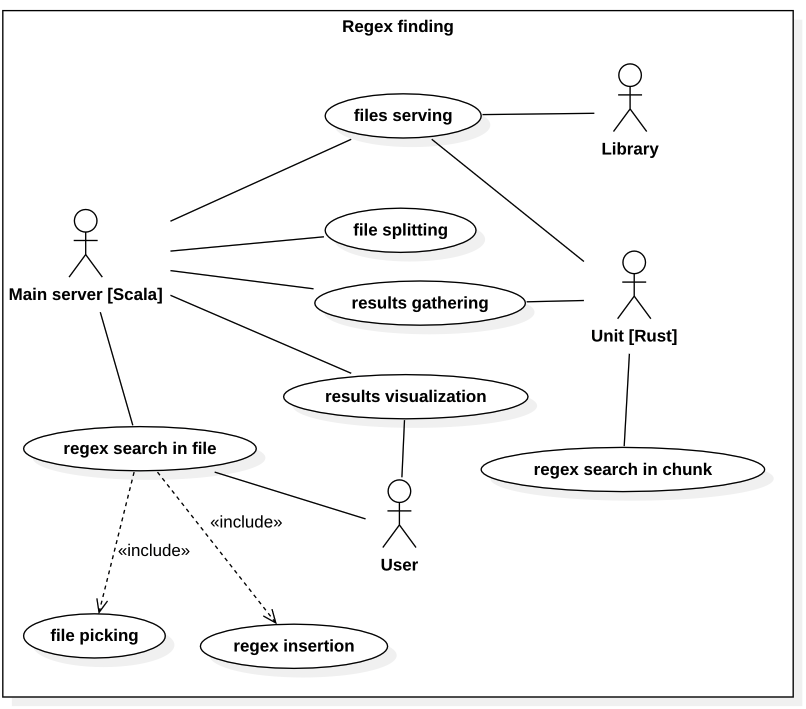 Regex finding
files serving
Library
file splitting
Main server [Scala]
results gathering
Unit [Rust]
results visualization
regex search in file
regex search in chunk
«include»
«include»
User
file picking
regex insertion